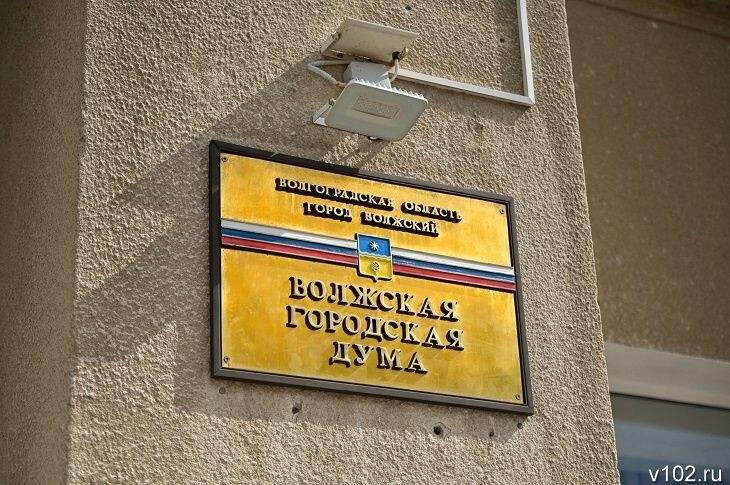 ВОЛГОГРАДСКАЯ ОБЛАСТЬ
ГОРОД ВОЛЖСКИЙ
ВОЛЖСКАЯ
ГОРОДСКАЯ
ДУМА
v102.ru